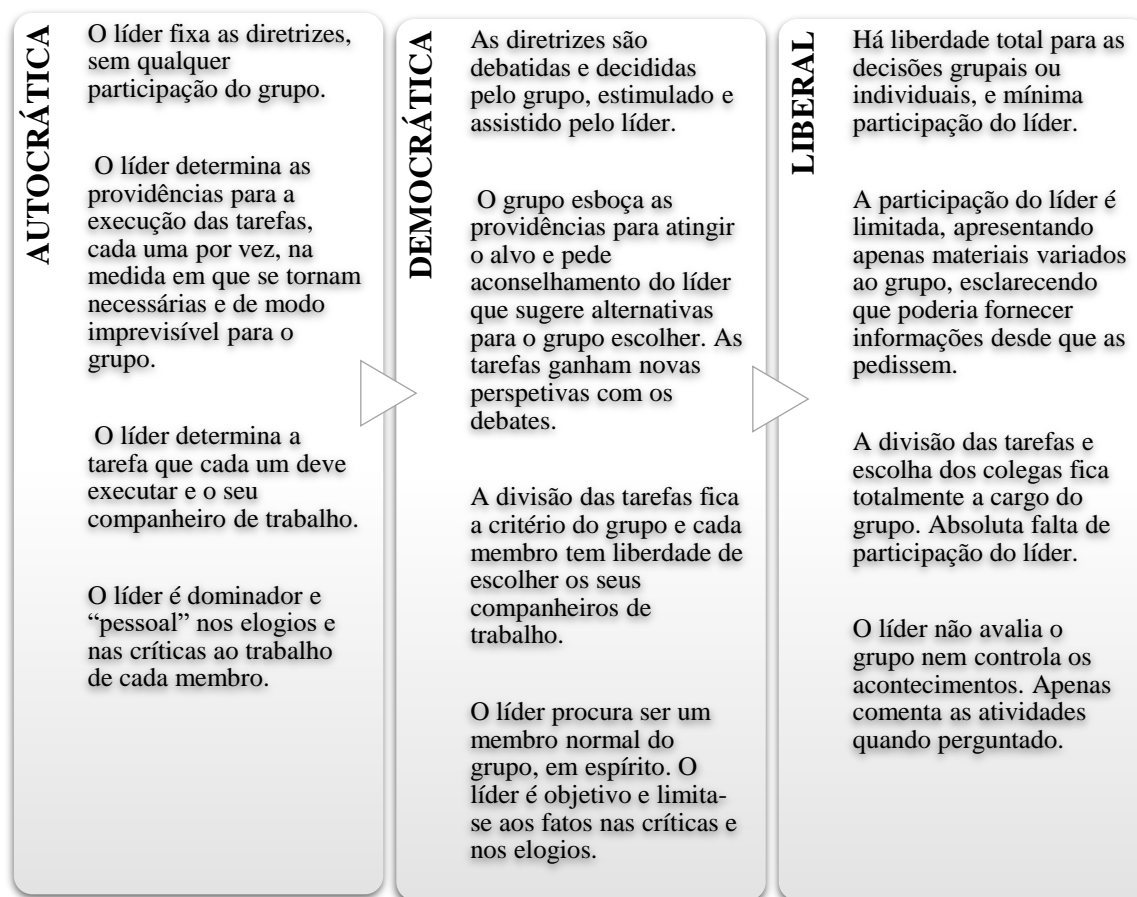 AUTOCRÁTICA
O líder fixa as diretrizes,
sem qualquer
participação do grupo.
O líder determina as
providências para a
execução das tarefas,
cada uma por vez, na
medida em que se tornam
necessárias e de modo
imprevisível para o
grupo.
O líder determina a
tarefa que cada um deve
executar e o seu
companheiro de trabalho.
O líder é dominador e
“pessoal” nos elogios e
nas críticas ao trabalho
de cada membro.
DEMOCRÁTICA
As diretrizes são
debatidas e decididas
pelo grupo, estimulado e
assistido pelo líder.
O grupo esboça as
providências para atingir
o alvo e pede
aconselhamento do líder
que sugere alternativas
para o grupo escolher. As
tarefas ganham novas
perspetivas com os
debates.
A divisão das tarefas fica
a critério do grupo e cada
membro tem liberdade de
escolher os seus
companheiros de
trabalho.
O líder procura ser um
membro normal do
grupo, em espírito. O
líder é objetivo e limita-
se aos fatos nas críticas e
nos elogios.
LIBERAL
Há liberdade total para as
decisões grupais ou
individuais, e mínima
participação do líder.
A participação do líder é
limitada, apresentando
apenas materiais variados
ao grupo, esclarecendo
que poderia fornecer
informações desde que as
pedissem.
A divisão das tarefas e
escolha dos colegas fica
totalmente a cargo do
grupo. Absoluta falta de
participação do líder.
O líder não avalia o
grupo nem controla os
acontecimentos. Apenas
comenta as atividades
quando perguntado.